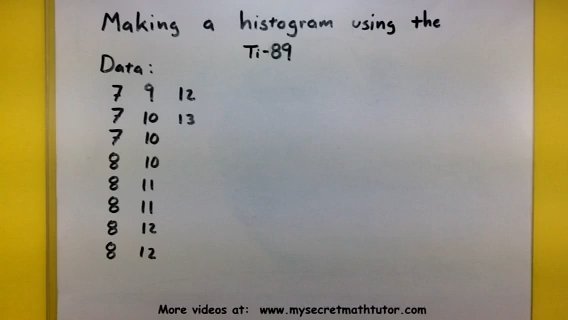 Making a histogram using the
Ti-89
Data:
7 9 12
7 10 13
7 10
8 10
8 11
8 11
8 12
8 12
More videos at: www.mysecretmathtutor.com